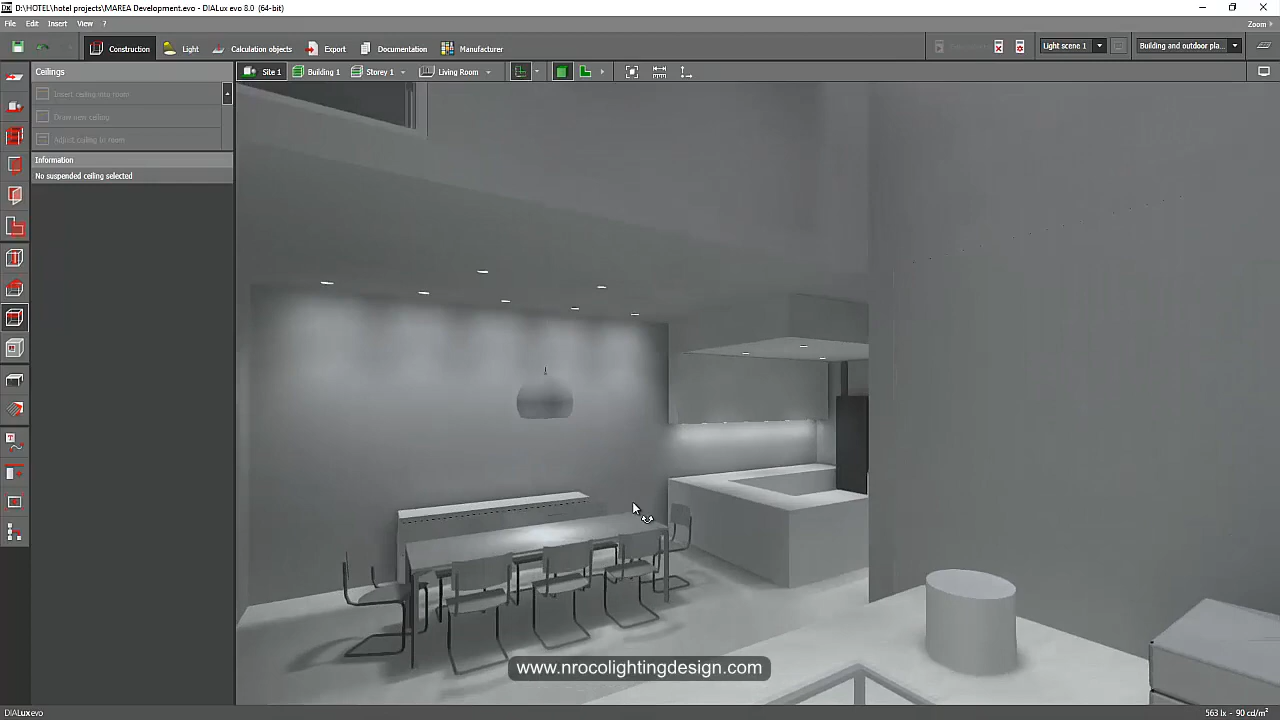 D:\HOTEL\hotel projects\MAREA Development.evo - DIALux evo 8.0 (64-bit)
File Edit Insert View ?
Zoom
Construction Light Calculation objects Export Documentation Manufacturer
Light scene 1
Building and outdoor pla...
Ceilings
Site 1 Building 1 Storey 1 Living Room
Insert ceiling into room
Draw new ceiling
Adjust ceiling to room
Information
No suspended ceiling selected
www.nrocolightingdesign.com
DIALux evo
563 lx - 90 cd/m²